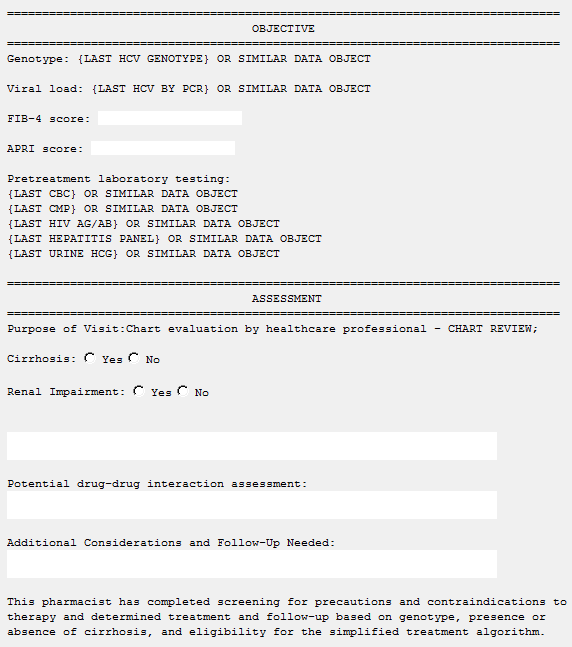 ===============================================================================
OBJECTIVE
===============================================================================
Genotype: {LAST HCV GENOTYPE} OR SIMILAR DATA OBJECT
Viral load: {LAST HCV BY PCR} OR SIMILAR DATA OBJECT
FIB-4 score:
APRI score:
Pretreatment laboratory testing:
{LAST CBC} OR SIMILAR DATA OBJECT
{LAST CMP} OR SIMILAR DATA OBJECT
{LAST HIV AG/AB} OR SIMILAR DATA OBJECT
{LAST HEPATITIS PANEL} OR SIMILAR DATA OBJECT
{LAST URINE HCG} OR SIMILAR DATA OBJECT
===============================================================================
ASSESSMENT
===============================================================================
Purpose of Visit:Chart evaluation by healthcare professional - CHART REVIEW;
Cirrhosis: Yes No
Renal Impairment: Yes No
Potential drug-drug interaction assessment:
Additional Considerations and Follow-Up Needed:
This pharmacist has completed screening for precautions and contraindications to
therapy and determined treatment and follow-up based on genotype, presence or
absence of cirrhosis, and eligibility for the simplified treatment algorithm.